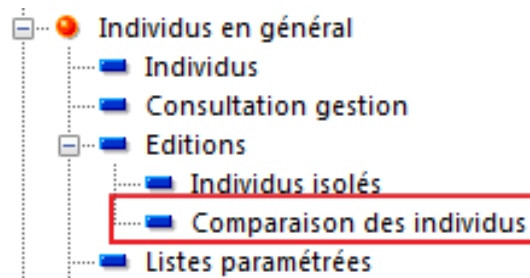 Individus en général
Individus
Consultation gestion
Editions
Individus isolés
Comparaison des individus
Listes paramétrées